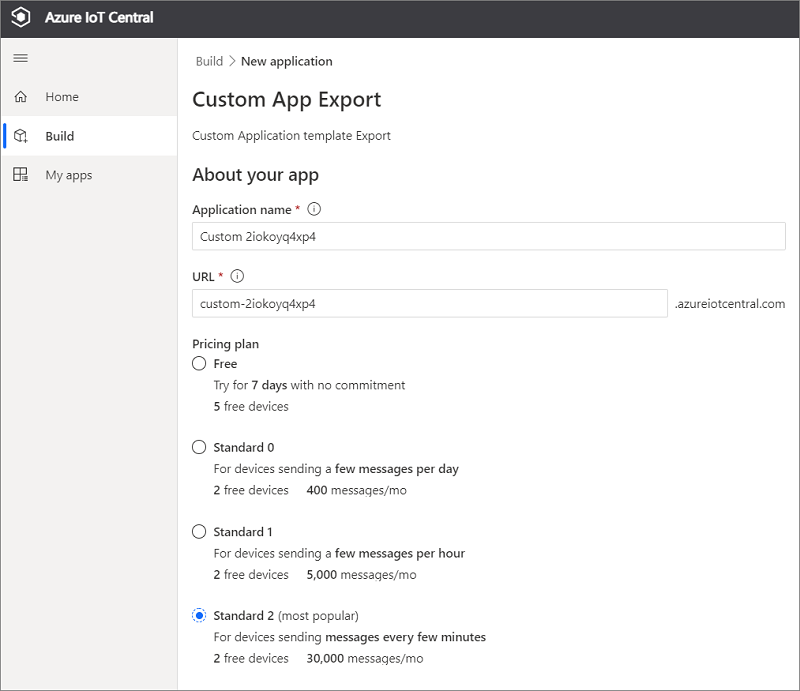 Azure IoT Central
Build > New application
Home
Build
My apps
Custom App Export
Custom Application template Export
About your app
Application name *
Custom 2iokoyq4xp4
URL *
custom-2iokoyq4xp4 .azureiotcentral.com
Pricing plan
Free
Try for 7 days with no commitment
5 free devices
Standard 0
For devices sending a few messages per day
2 free devices 400 messages/mo
Standard 1
For devices sending a few messages per hour
2 free devices 5,000 messages/mo
Standard 2 (most popular)
For devices sending messages every few minutes
2 free devices 30,000 messages/mo